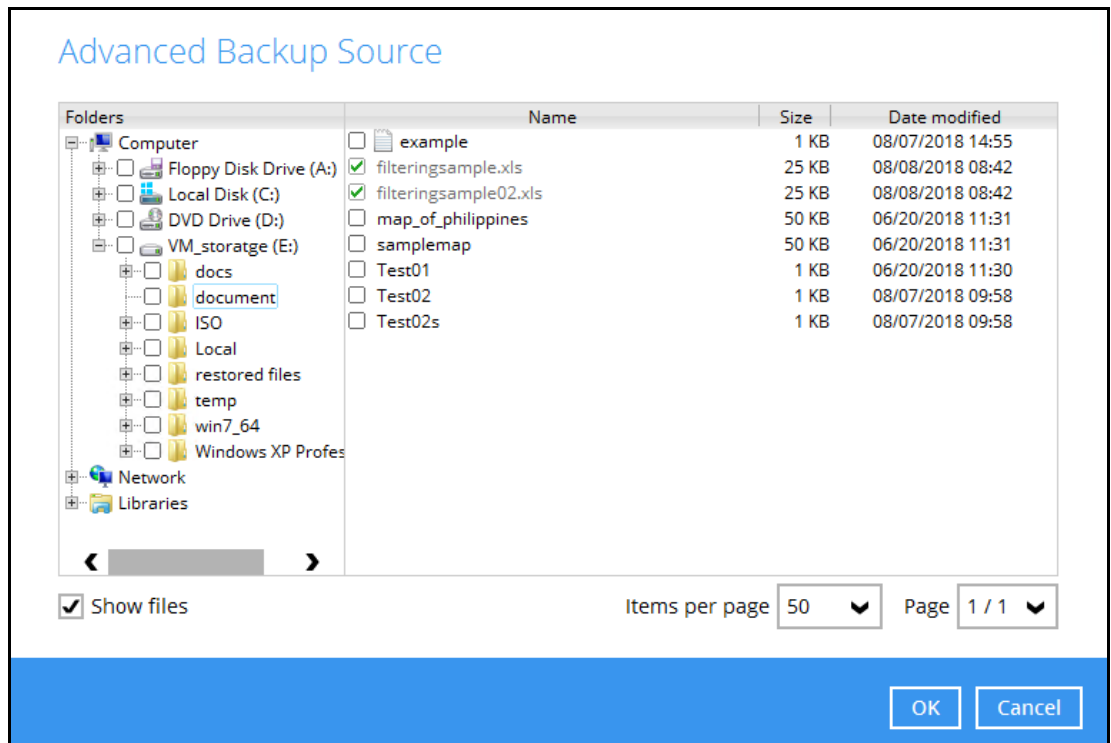 Advanced Backup Source
Folders Name Size Date modified
Computer example 1 KB 08/07/2018 14:55
Floppy Disk Drive (A:) filteringsample.xls 25 KB 08/08/2018 08:42
Local Disk (C:) filteringsample02.xls 25 KB 08/08/2018 08:42
DVD Drive (D:) map_of_philippines 50 KB 06/20/2018 11:31
VM_storatge (E:) samplemap 50 KB 06/20/2018 11:31
docs Test01 1 KB 06/20/2018 11:30
document Test02 1 KB 08/07/2018 09:58
ISO Test02s 1 KB 08/07/2018 09:58
Local
restored files
temp
win7_64
Windows XP Profes
Network
Libraries
Show files Items per page 50 Page 1 / 1
OK Cancel